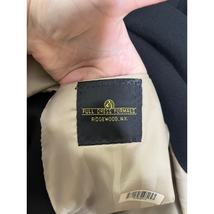 FULL DRESS FORMALS
RIDGEWOOD, N.Y.